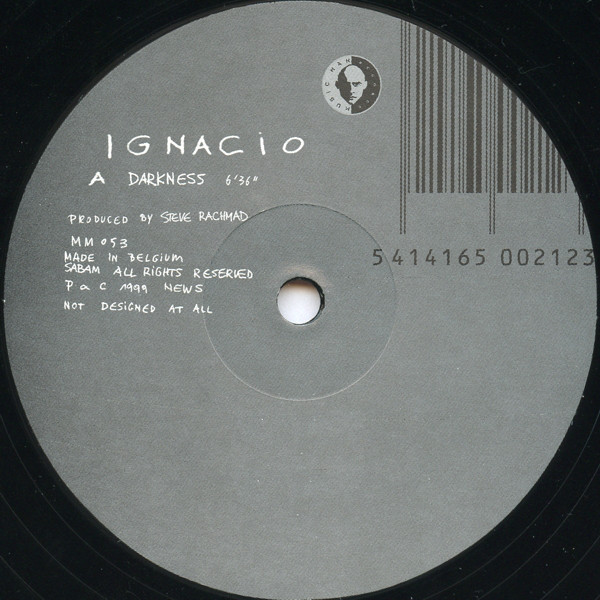 MUSIC MAN RECORDS
IGNACIO
A DARKNESS 6'36"
PRODUCED BY STEVE RACHMAD
MM 053
MADE IN BELGIUM
SABAM ALL RIGHTS RESERVED
P a C 1999 NEWS
NOT DESIGNED AT ALL
5 414165 002123